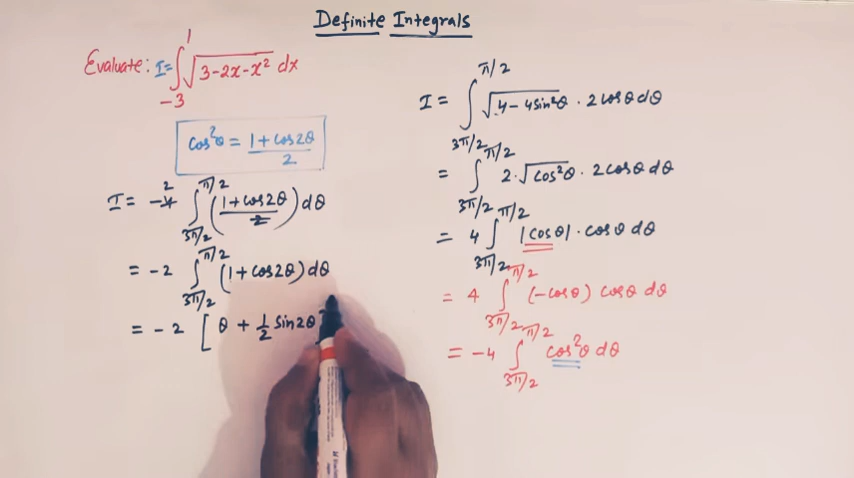 Definite Integrals
Evaluate: I = ∫_{-3}^{1} √(3-2x-x²) dx
cos²θ = (1+cos2θ)/2
I = -4̶ 2 ∫_{3π/2}^{π/2} ((1+cos2θ)/2̶) dθ
= -2 ∫_{3π/2}^{π/2} (1+cos2θ) dθ
= -2 [θ + 1/2 sin2θ]
I = ∫_{3π/2}^{π/2} √(4-4sin²θ) · 2cosθ dθ
= ∫_{3π/2}^{π/2} 2·√(cos²θ) · 2cosθ dθ
= 4 ∫_{3π/2}^{π/2} |cosθ| · cosθ dθ
= 4 ∫_{3π/2}^{π/2} (-cosθ) cosθ dθ
= -4 ∫_{3π/2}^{π/2} cos²θ dθ